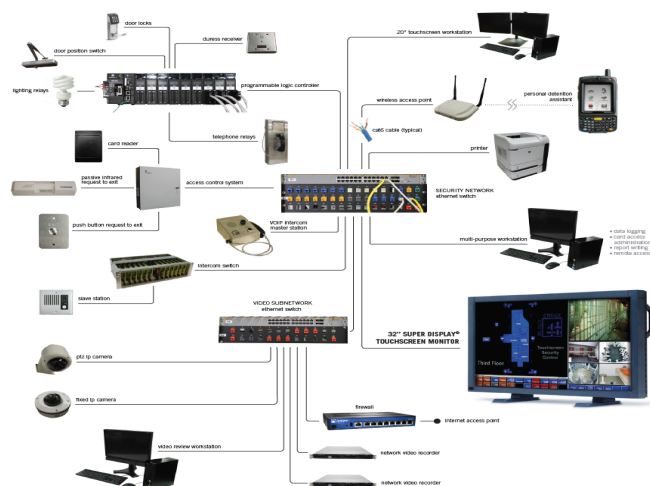 door locks
duress receiver
door position switch
lighting relays
programmable logic controller
telephone relays
card reader
passive infrared
request to exit
access control system
push button request to exit
VOIP intercom
master station
intercom switch
slave station
20" touchscreen workstation
wireless access point
personal detention
assistant
cat6 cable (typical)
printer
SECURITY NETWORK
ethernet switch
multi-purpose workstation
• data logging
• card access
administration
• report writing
• remote access
VIDEO SUBNETWORK
ethernet switch
32" SUPER DISPLAY®
TOUCHSCREEN MONITOR
Third Floor
Touchscreen
Security
Control
ptz ip camera
fixed ip camera
firewall
internet access point
video review workstation
network video recorder
network video recorder